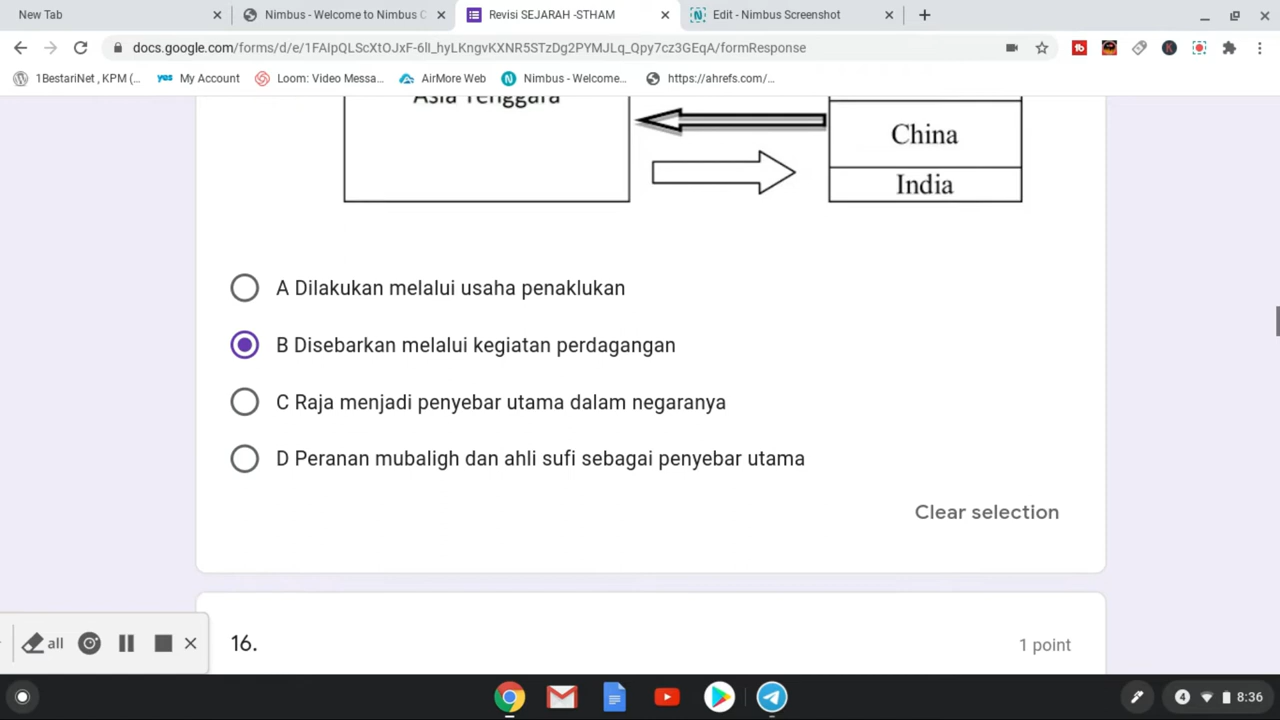 New Tab
Nimbus - Welcome to Nimbus C
Revisi SEJARAH -STHAM
Edit - Nimbus Screenshot
docs.google.com/forms/d/e/1FAIpQLScXtOJxF-6lI_hyLKngvKXNR5STzDg2PYMJLq_Qpy7cz3GEqA/formResponse
1BestariNet , KPM (...
yes My Account
Loom: Video Messa...
AirMore Web
Nimbus - Welcome...
https://ahrefs.com/...
Asia Tenggara
China
India
A Dilakukan melalui usaha penaklukan
B Disebarkan melalui kegiatan perdagangan
C Raja menjadi penyebar utama dalam negaranya
D Peranan mubaligh dan ahli sufi sebagai penyebar utama
Clear selection
all
16.
1 point
4
8:36